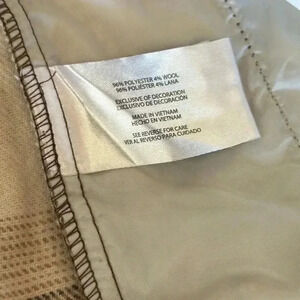 96% POLYESTER 4% WOOL
96% POLIÉSTER 4% LANA
EXCLUSIVE OF DECORATION
EXCLUSIVO DE DECORACIÓN
MADE IN VIETNAM
HECHO EN VIETNAM
SEE REVERSE FOR CARE
VER AL REVERSO PARA CUIDADO